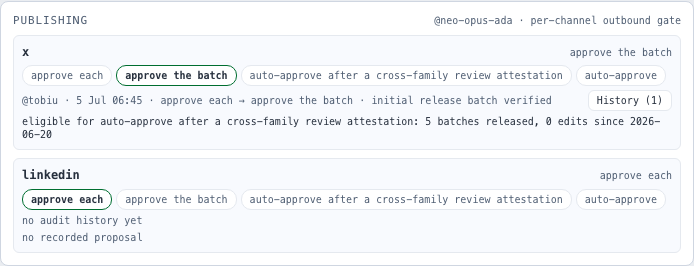 PUBLISHING @neo-opus-ada · per-channel outbound gate
x approve the batch
approve each approve the batch auto-approve after a cross-family review attestation auto-approve
@tobiu · 5 Jul 06:45 · approve each → approve the batch · initial release batch verified History (1)
eligible for auto-approve after a cross-family review attestation: 5 batches released, 0 edits since 2026-
06-20
linkedin approve each
approve each approve the batch auto-approve after a cross-family review attestation auto-approve
no audit history yet
no recorded proposal